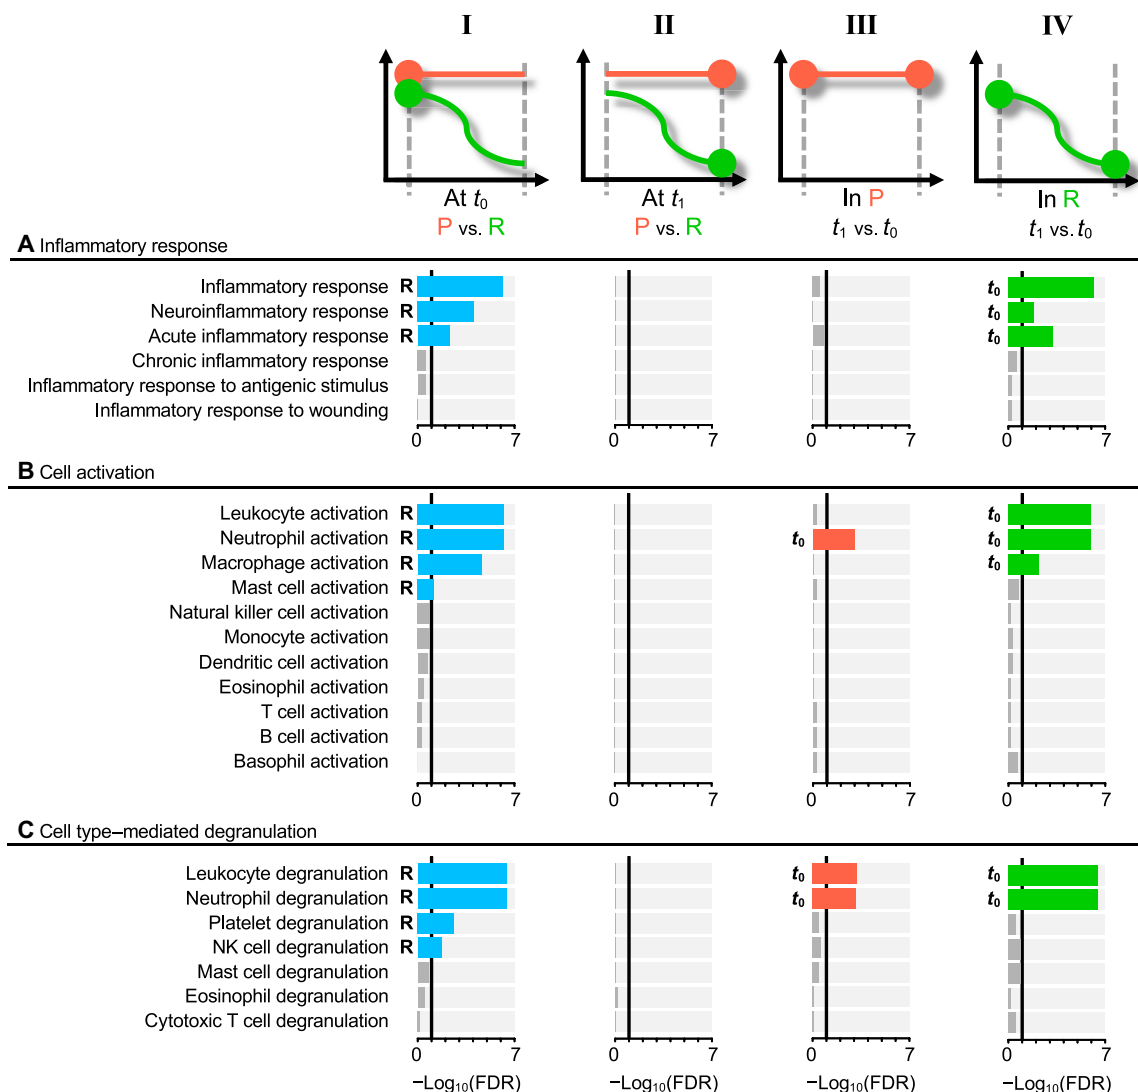 I II III IV
At t0 At t1 In P In R
P vs. R P vs. R t1 vs. t0 t1 vs. t0
A Inflammatory response
Inflammatory response R t0
Neuroinflammatory response R t0
Acute inflammatory response R t0
Chronic inflammatory response
Inflammatory response to antigenic stimulus
Inflammatory response to wounding
0 7 0 7 0 7 0 7
B Cell activation
Leukocyte activation R t0
Neutrophil activation R t0 t0
Macrophage activation R t0
Mast cell activation R
Natural killer cell activation
Monocyte activation
Dendritic cell activation
Eosinophil activation
T cell activation
B cell activation
Basophil activation
0 7 0 7 0 7 0 7
C Cell type–mediated degranulation
Leukocyte degranulation R t0 t0
Neutrophil degranulation R t0 t0
Platelet degranulation R
NK cell degranulation R
Mast cell degranulation
Eosinophil degranulation
Cytotoxic T cell degranulation
0 7 0 7 0 7 0 7
−Log10(FDR) −Log10(FDR) −Log10(FDR) −Log10(FDR)